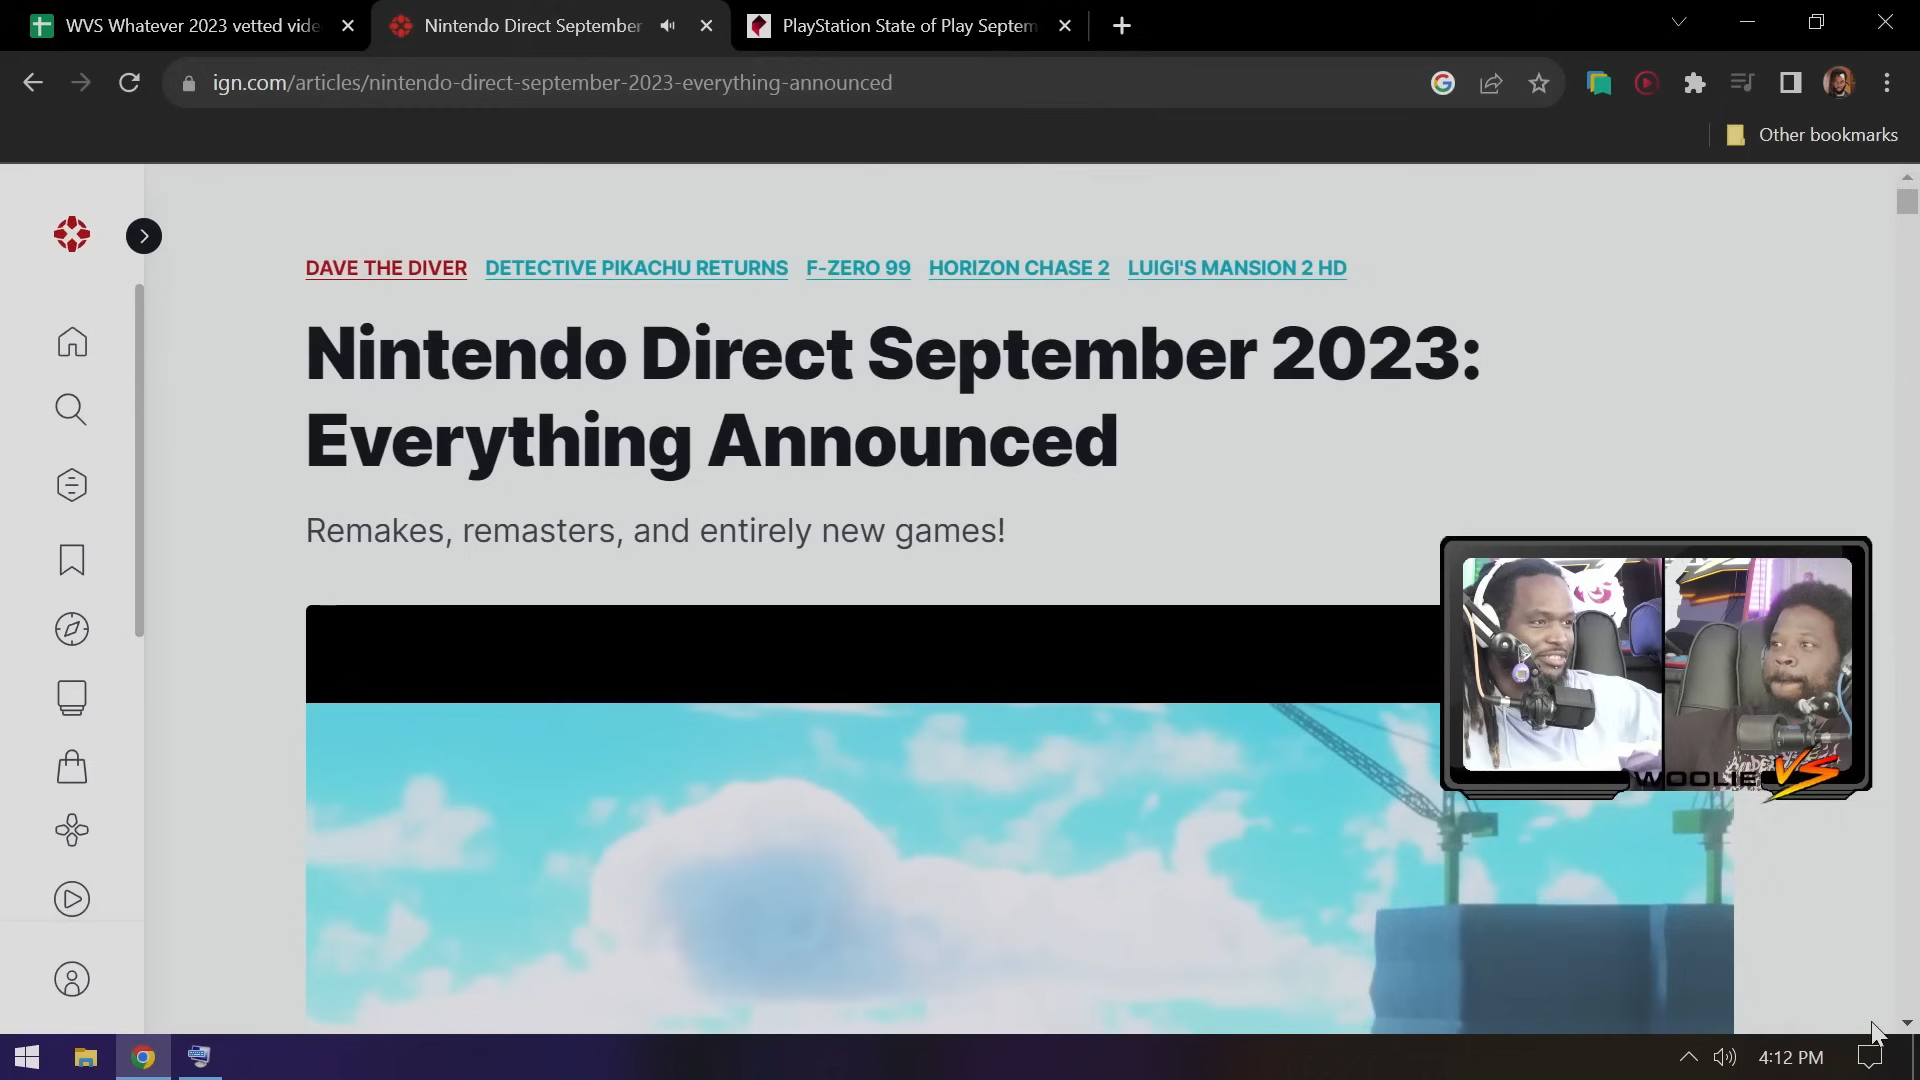 WVS Whatever 2023 vetted vide
Nintendo Direct September
PlayStation State of Play Septem
ign.com/articles/nintendo-direct-september-2023-everything-announced
Other bookmarks
DAVE THE DIVER DETECTIVE PIKACHU RETURNS F-ZERO 99 HORIZON CHASE 2 LUIGI'S MANSION 2 HD
Nintendo Direct September 2023:
Everything Announced
Remakes, remasters, and entirely new games!
WOOLIE VS
4:12 PM